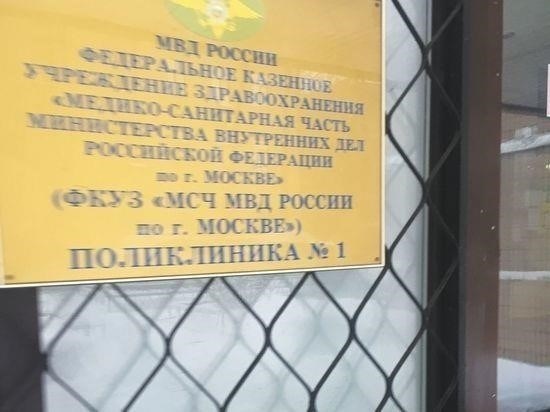 МВД РОССИИ
ФЕДЕРАЛЬНОЕ КАЗЕННОЕ
УЧРЕЖДЕНИЕ ЗДРАВООХРАНЕНИЯ
«МЕДИКО-САНИТАРНАЯ ЧАСТЬ
МИНИСТЕРСТВА ВНУТРЕННИХ ДЕЛ
РОССИЙСКОЙ ФЕДЕРАЦИИ
по г. МОСКВЕ»
(ФКУЗ «МСЧ МВД РОССИИ
по г. МОСКВЕ»)
ПОЛИКЛИНИКА № 1